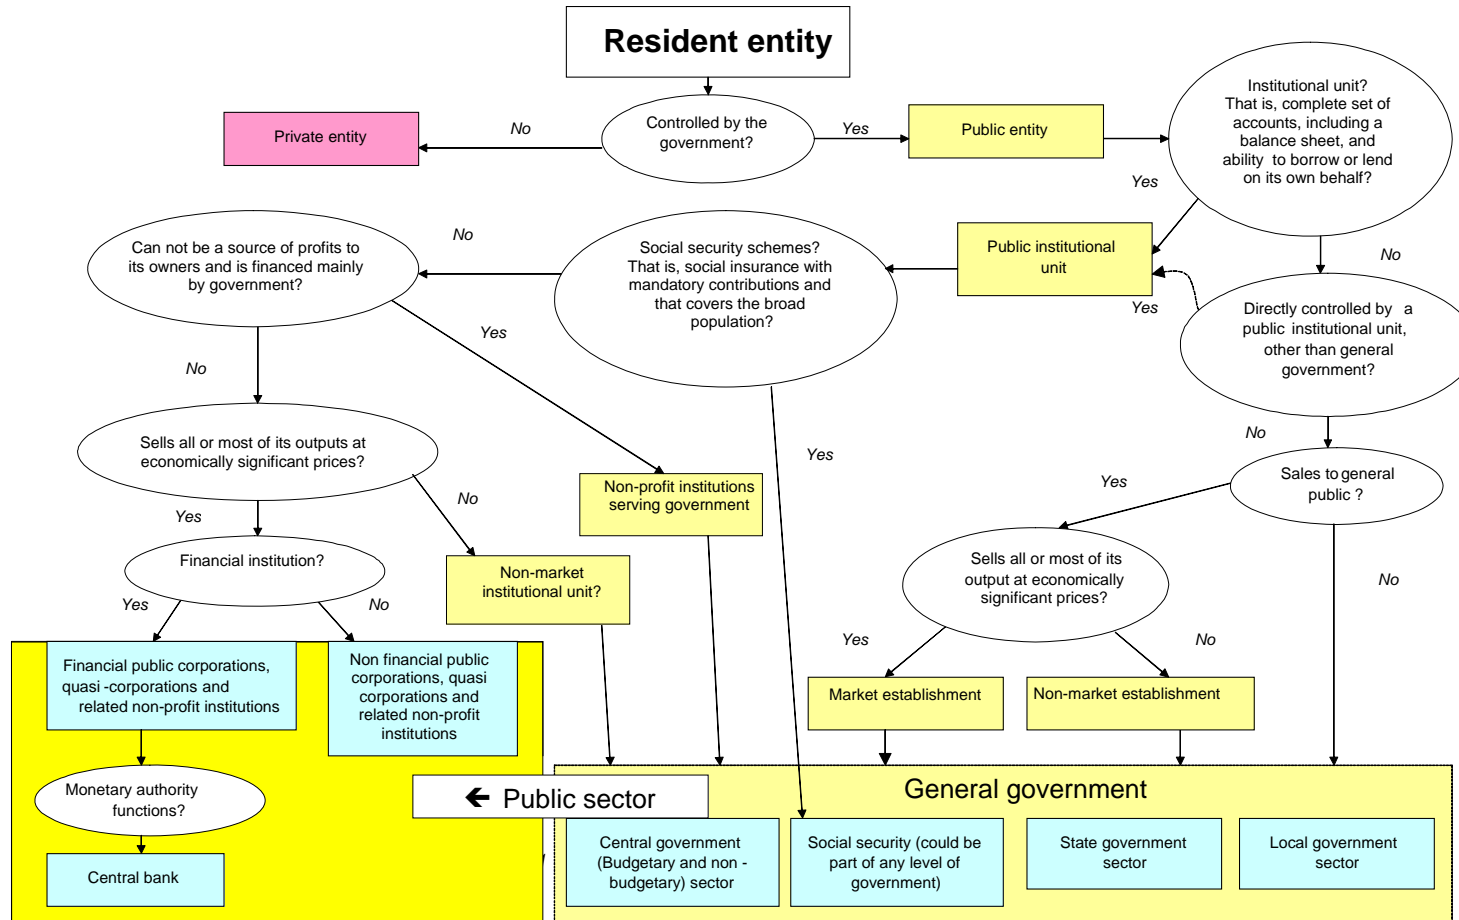 Resident entity
Controlled by the
government?
No
Yes
Private entity
Public entity
Institutional unit?
That is, complete set of
accounts, including a
balance sheet, and
ability to borrow or lend
on its own behalf?
Yes
No
Can not be a source of profits to
its owners and is financed mainly
by government?
No
Social security schemes?
That is, social insurance with
mandatory contributions and
that covers the broad
population?
Public institutional
unit
Yes
Directly controlled by a
public institutional unit,
other than general
government?
Yes
No
No
Sells all or most of its outputs at
economically significant prices?
Yes
No
Yes
Non-profit institutions
serving government
Yes
Sales to general
public ?
No
Financial institution?
Yes
No
Non-market
institutional unit?
Sells all or most of its
output at economically
significant prices?
Yes
No
Financial public corporations,
quasi -corporations and
related non-profit institutions
Non financial public
corporations, quasi
corporations and
related non-profit
institutions
Market establishment
Non-market establishment
Monetary authority
functions?
Central bank
← Public sector
General government
Central government
(Budgetary and non -
budgetary) sector
Social security (could be
part of any level of
government)
State government
sector
Local government
sector